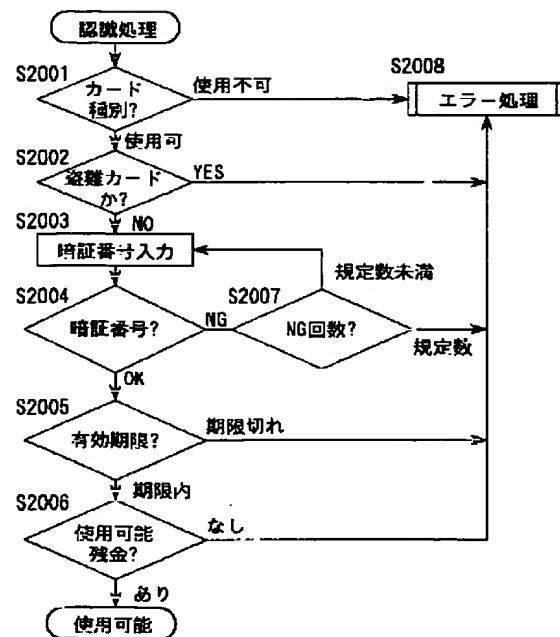 認識処理
S2001
カード
種別?
使用不可
S2008
エラー処理
使用可
S2002
盗難カード
か?
YES
S2003
NO
暗証番号入力
規定数未満
S2004
S2007
暗証番号?
NG
NG回数?
規定数
OK
S2005
有効期限?
期限切れ
期限内
S2006
使用可能
残金?
なし
あり
使用可能